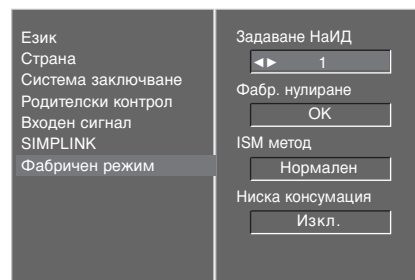 Език
Страна
Система заключване
Родителски контрол
Входен сигнал
SIMPLINK
Фабричен режим
Задаване НаИД
◄► 1
Фабр. нулиране
OK
ISM метод
Нормален
Ниска консумация
Изкл.